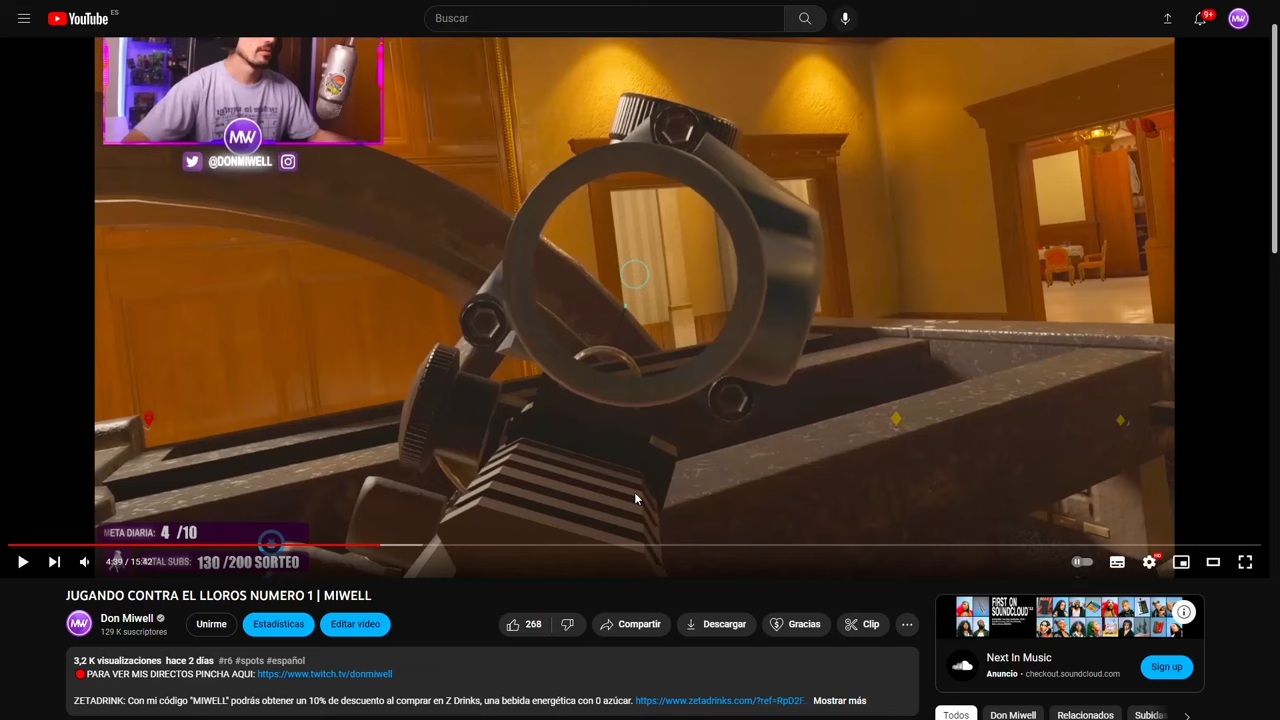 YouTube ES
Buscar
9+
MW
MW
@DONMIWELL
META DIARIA: 4 /10
TAL SUBS: 130 /200 SORTEO
4:39 / 15:42
HD
JUGANDO CONTRA EL LLOROS NUMERO 1 | MIWELL
MW
Don Miwell
129 K suscriptores
Unirme
Estadísticas
Editar vídeo
268
Compartir
Descargar
Gracias
Clip
3,2 K visualizaciones hace 2 días #r6 #spots #español
PARA VER MIS DIRECTOS PINCHA AQUI: https://www.twitch.tv/donmiwell
ZETADRINK: Con mi código "MIWELL" podrás obtener un 10% de descuento al comprar en Z Drinks, una bebida energética con 0 azúcar. https://www.zetadrinks.com/?ref=RpD2F... Mostrar más
FIRST ON
SOUNDCLOUD
Next In Music
Anuncio • checkout.soundcloud.com
Sign up
Todos
Don Miwell
Relacionados
Subidas